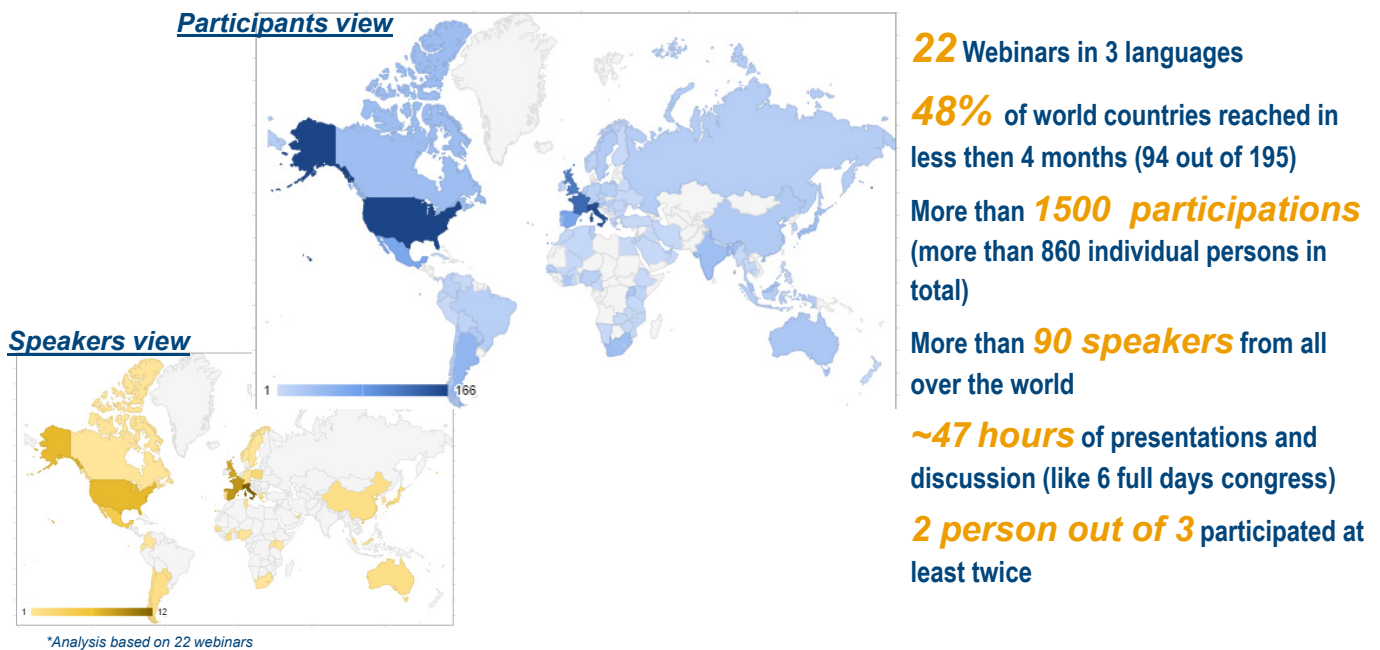 Participants view
1
166
Speakers view
1
12
*Analysis based on 22 webinars
22 Webinars in 3 languages
48% of world countries reached in
less then 4 months (94 out of 195)
More than 1500 participations
(more than 860 individual persons in
total)
More than 90 speakers from all
over the world
~47 hours of presentations and
discussion (like 6 full days congress)
2 person out of 3 participated at
least twice